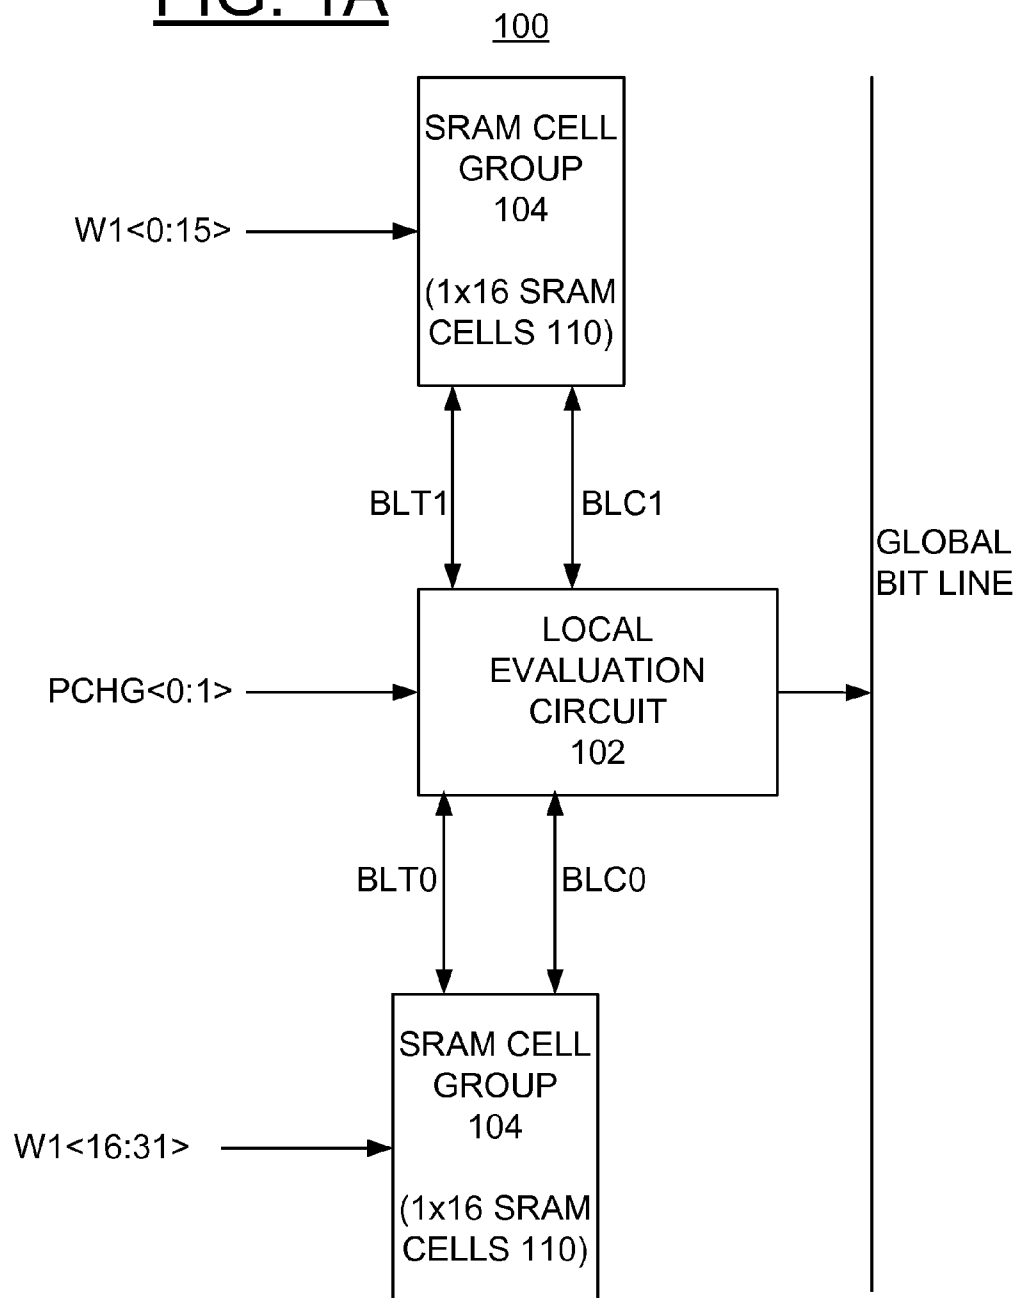 FIG. 1A
100
SRAM CELL
GROUP
104
(1x16 SRAM
CELLS 110)
W1<0:15>
BLT1
BLC1
GLOBAL
BIT LINE
LOCAL
EVALUATION
CIRCUIT
102
PCHG<0:1>
BLT0
BLC0
SRAM CELL
GROUP
104
(1x16 SRAM
CELLS 110)
W1<16:31>